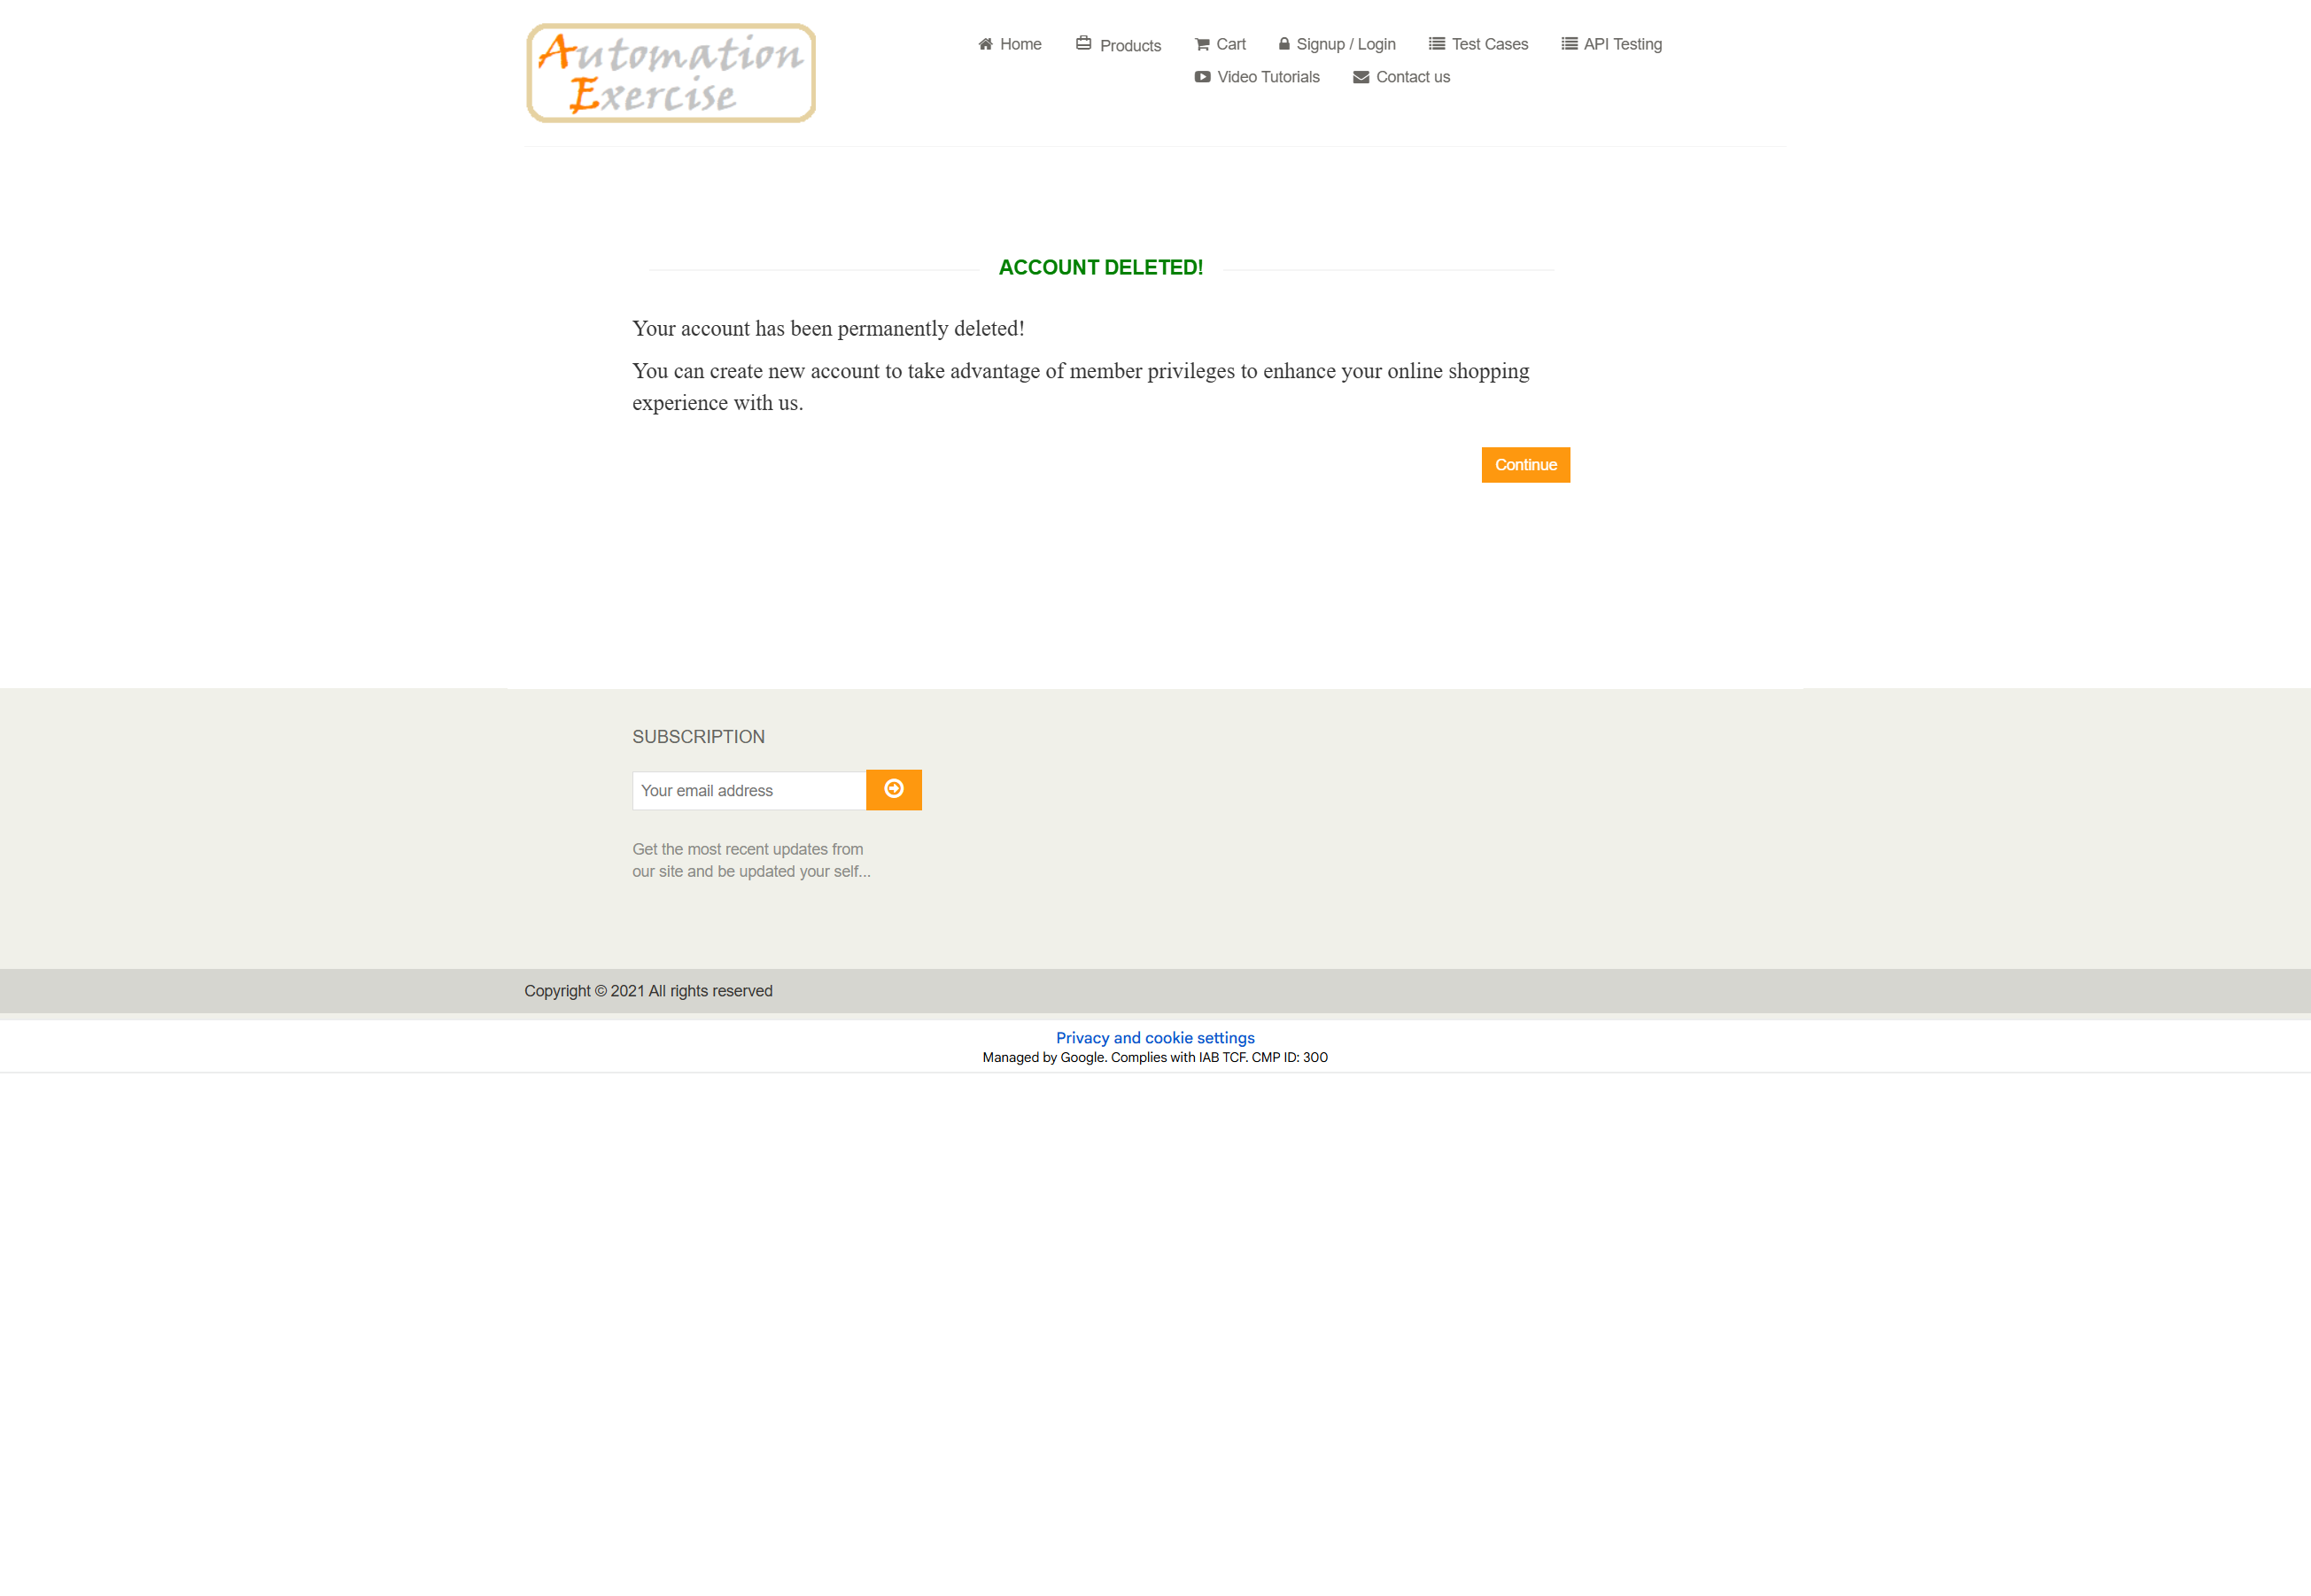 Automation
Exercise
Home Products Cart Signup / Login Test Cases API Testing
Video Tutorials Contact us
ACCOUNT DELETED!
Your account has been permanently deleted!
You can create new account to take advantage of member privileges to enhance your online shopping
experience with us.
Continue
SUBSCRIPTION
Your email address
Get the most recent updates from
our site and be updated your self...
Copyright © 2021 All rights reserved
Privacy and cookie settings
Managed by Google. Complies with IAB TCF. CMP ID: 300